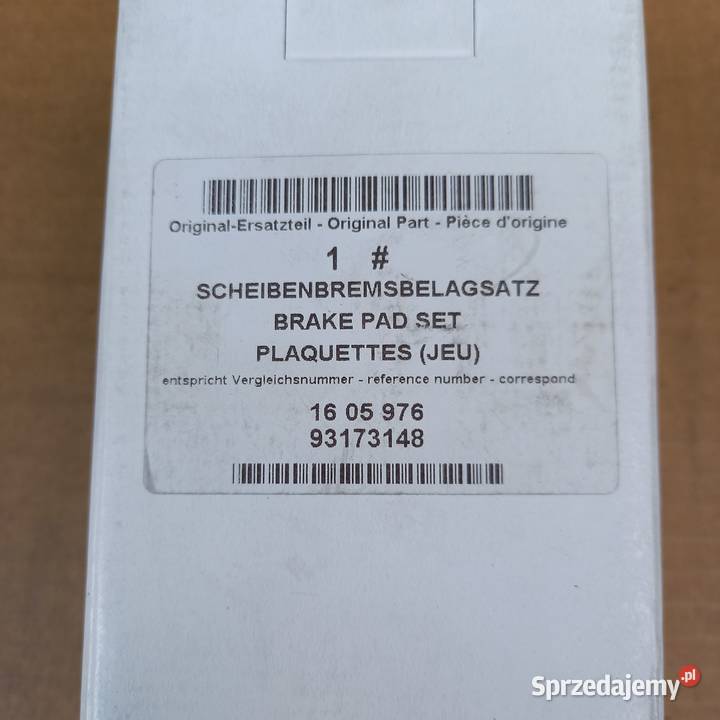 Original-Ersatzteil - Original Part - Pièce d'origine
1 #
SCHEIBENBREMSBELAGSATZ
BRAKE PAD SET
PLAQUETTES (JEU)
entspricht Vergleichsnummer - reference number - correspond
16 05 976
93173148
Sprzedajemy.pl